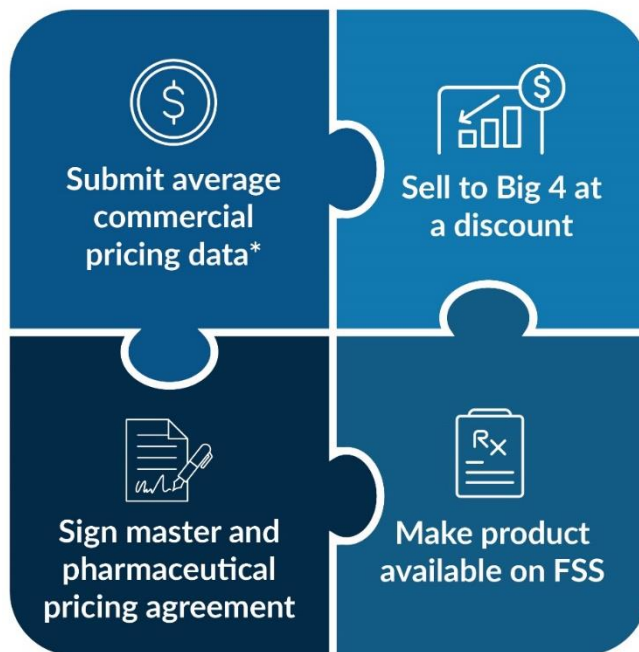 $
Submit average
commercial
pricing data*
$
Sell to Big 4 at
a discount
Sign master and
pharmaceutical
pricing agreement
Rx
Make product
available on FSS